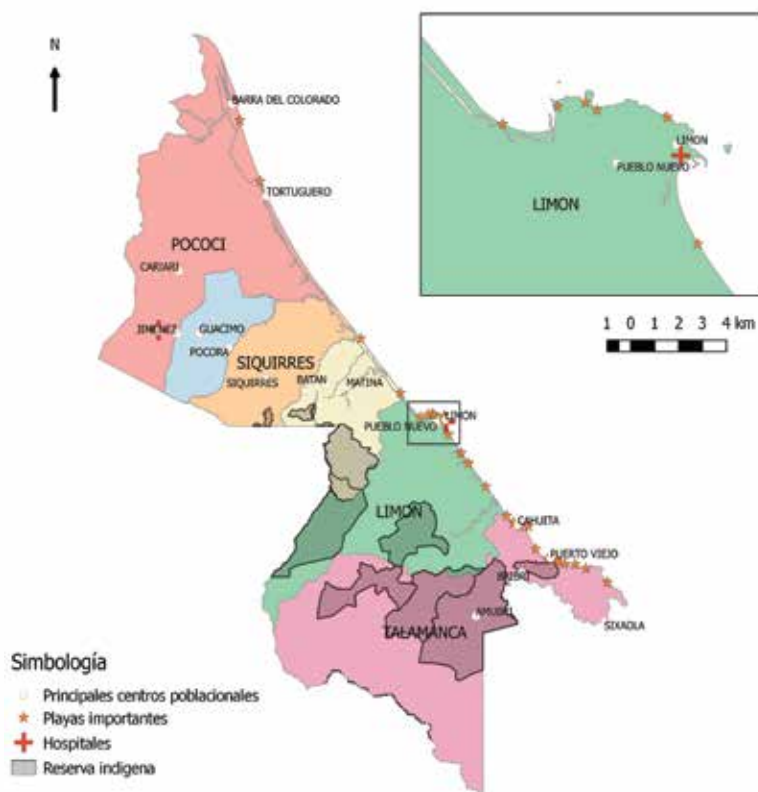 N
BARRA DEL COLORADO
TORTUGUERO
POCOCI
CARIARI
JIMENEZ
GUACIMO
POCORA
SIQUIRRES
SIQUIRRES
BATAN
MATINA
LIMON
PUEBLO NUEVO
LIMON
CAHUITA
PUERTO VIEJO
BRIBRI
AMUBRI
TALAMANCA
SIXAOLA
LIMON
PUEBLO NUEVO
LIMON
1 0 1 2 3 4 km
Simbología
Principales centros poblacionales
Playas importantes
Hospitales
Reserva indigena